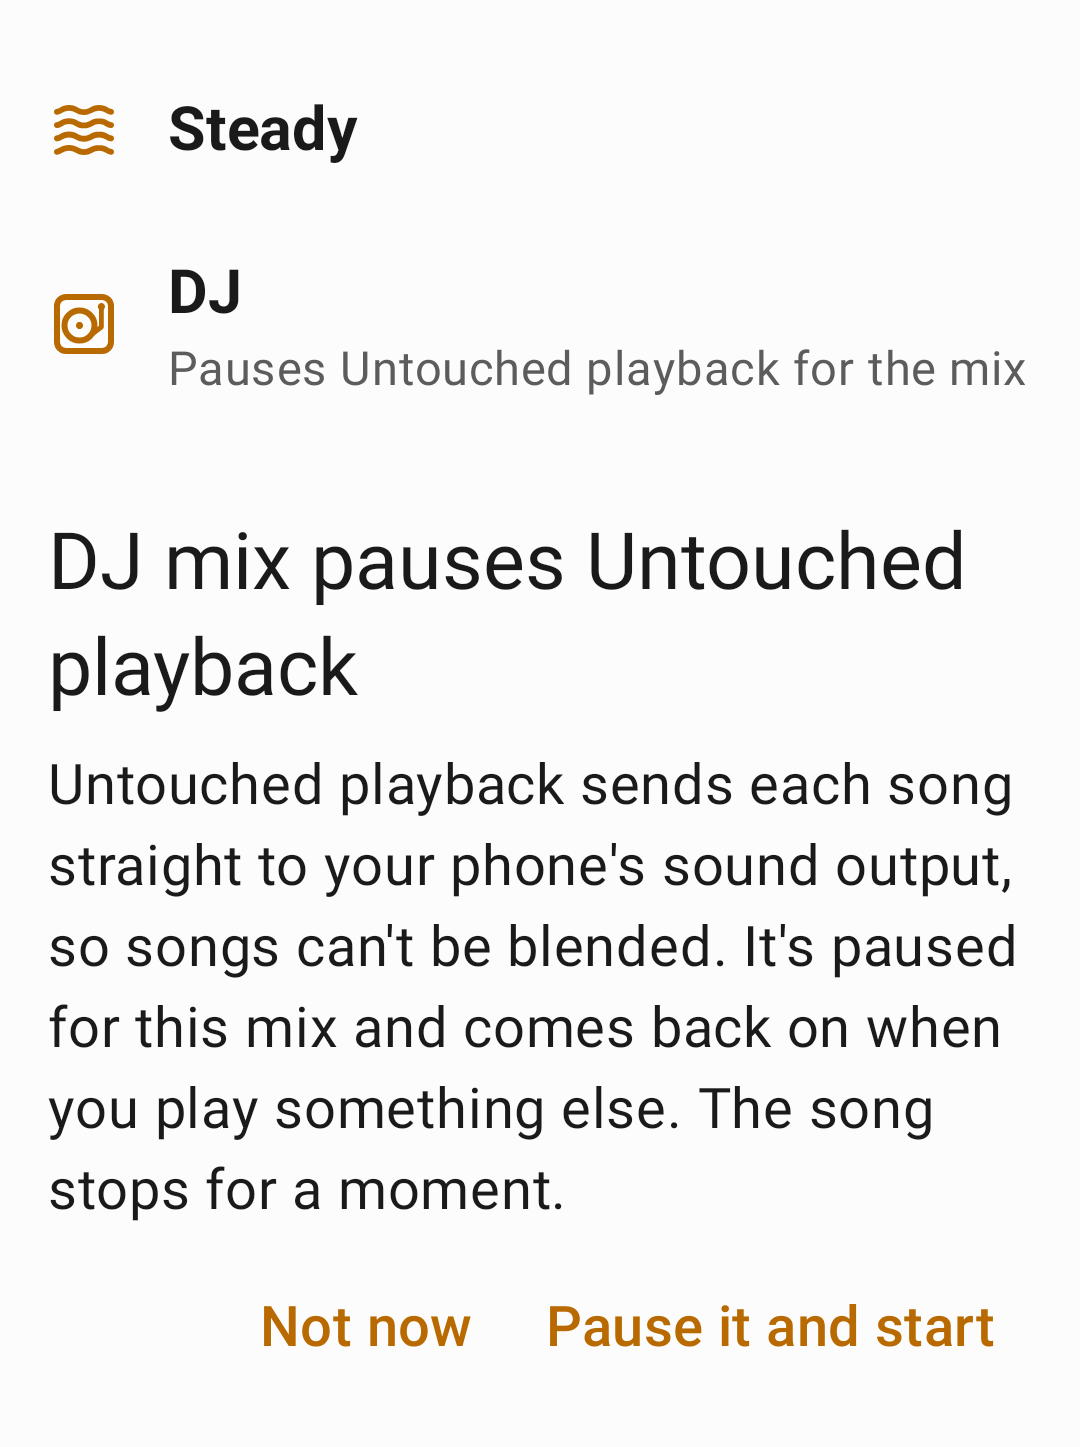 Steady
DJ
Pauses Untouched playback for the mix
DJ mix pauses Untouched
playback
Untouched playback sends each song
straight to your phone's sound output,
so songs can't be blended. It's paused
for this mix and comes back on when
you play something else. The song
stops for a moment.
Not now Pause it and start